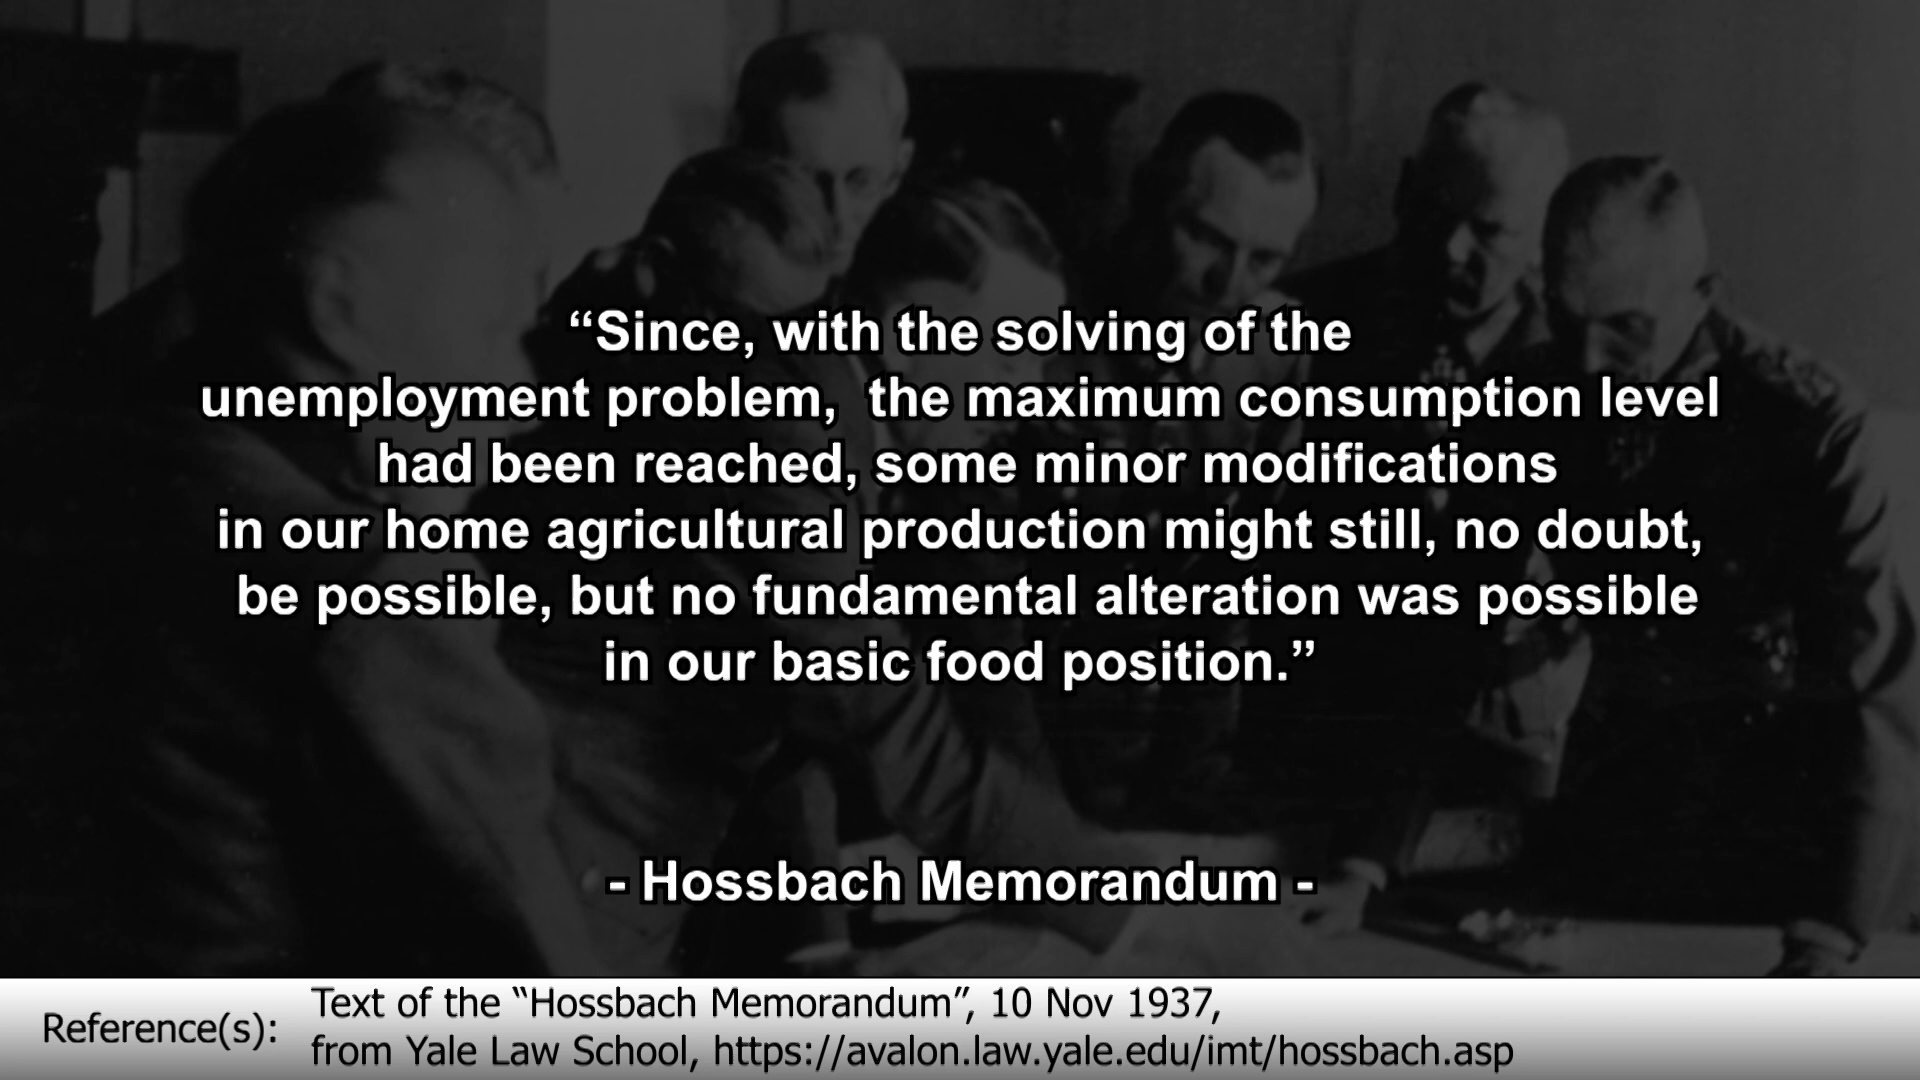 “Since, with the solving of the
unemployment problem,  the maximum consumption level
had been reached, some minor modifications
in our home agricultural production might still, no doubt,
be possible, but no fundamental alteration was possible
in our basic food position.”
- Hossbach Memorandum -
Reference(s):
Text of the “Hossbach Memorandum”, 10 Nov 1937,
from Yale Law School, https://avalon.law.yale.edu/imt/hossbach.asp